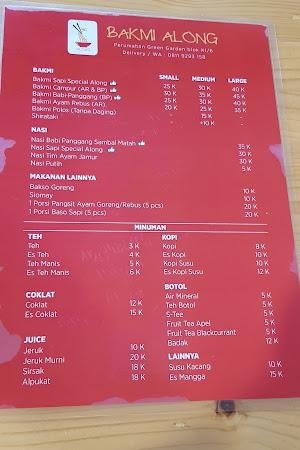 BAKMI ALONG
Perumahan Green Garden blok K1/6
Delivery / WA : 0811 9293 158
BAKMI SMALL MEDIUM LARGE
Bakmi Sapi Special Along 25 K 30 K 40 K
Bakmi Campur (AR & BP) 30 K 35 K 45 K
Bakmi Babi Panggang (BP) 25 K 30 K 40 K
Bakmi Ayam Rebus (AR) 20 K 25 K 35 K
Bakmi Polos (Tanpa Daging) - 15 K -
Shirataki - +10 K -
NASI
Nasi Babi Panggang Sambal Matah 35 K
Nasi Sapi Special Along 30 K
Nasi Tim Ayam Jamur 30 K
Nasi Putih 5 K
MAKANAN LAINNYA
Bakso Goreng 10 K
Siomay 10 K
1 Porsi Pangsit Ayam Goreng/Rebus (5 pcs) 20 K
1 Porsi Baso Sapi (5 pcs) 20 K
MINUMAN
TEH
Teh 3 K
Es Teh 4 K
Teh Manis 5 K
Es Teh Manis 6 K
KOPI
Kopi 8 K
Es Kopi 10 K
Kopi Susu 10 K
Es Kopi Susu 12 K
COKLAT
Coklat 12 K
Es Coklat 15 K
BOTOL
Air Mineral 5 K
Teh Botol 5 K
S-Tee 5 K
Fruit Tea Apel 5 K
Fruit Tea Blackcurrant 5 K
Badak 12 K
JUICE
Jeruk 10 K
Jeruk Murni 20 K
Sirsak 18 K
Alpukat 18 K
LAINNYA
Susu Kacang 10 K
Es Mangga 15 K